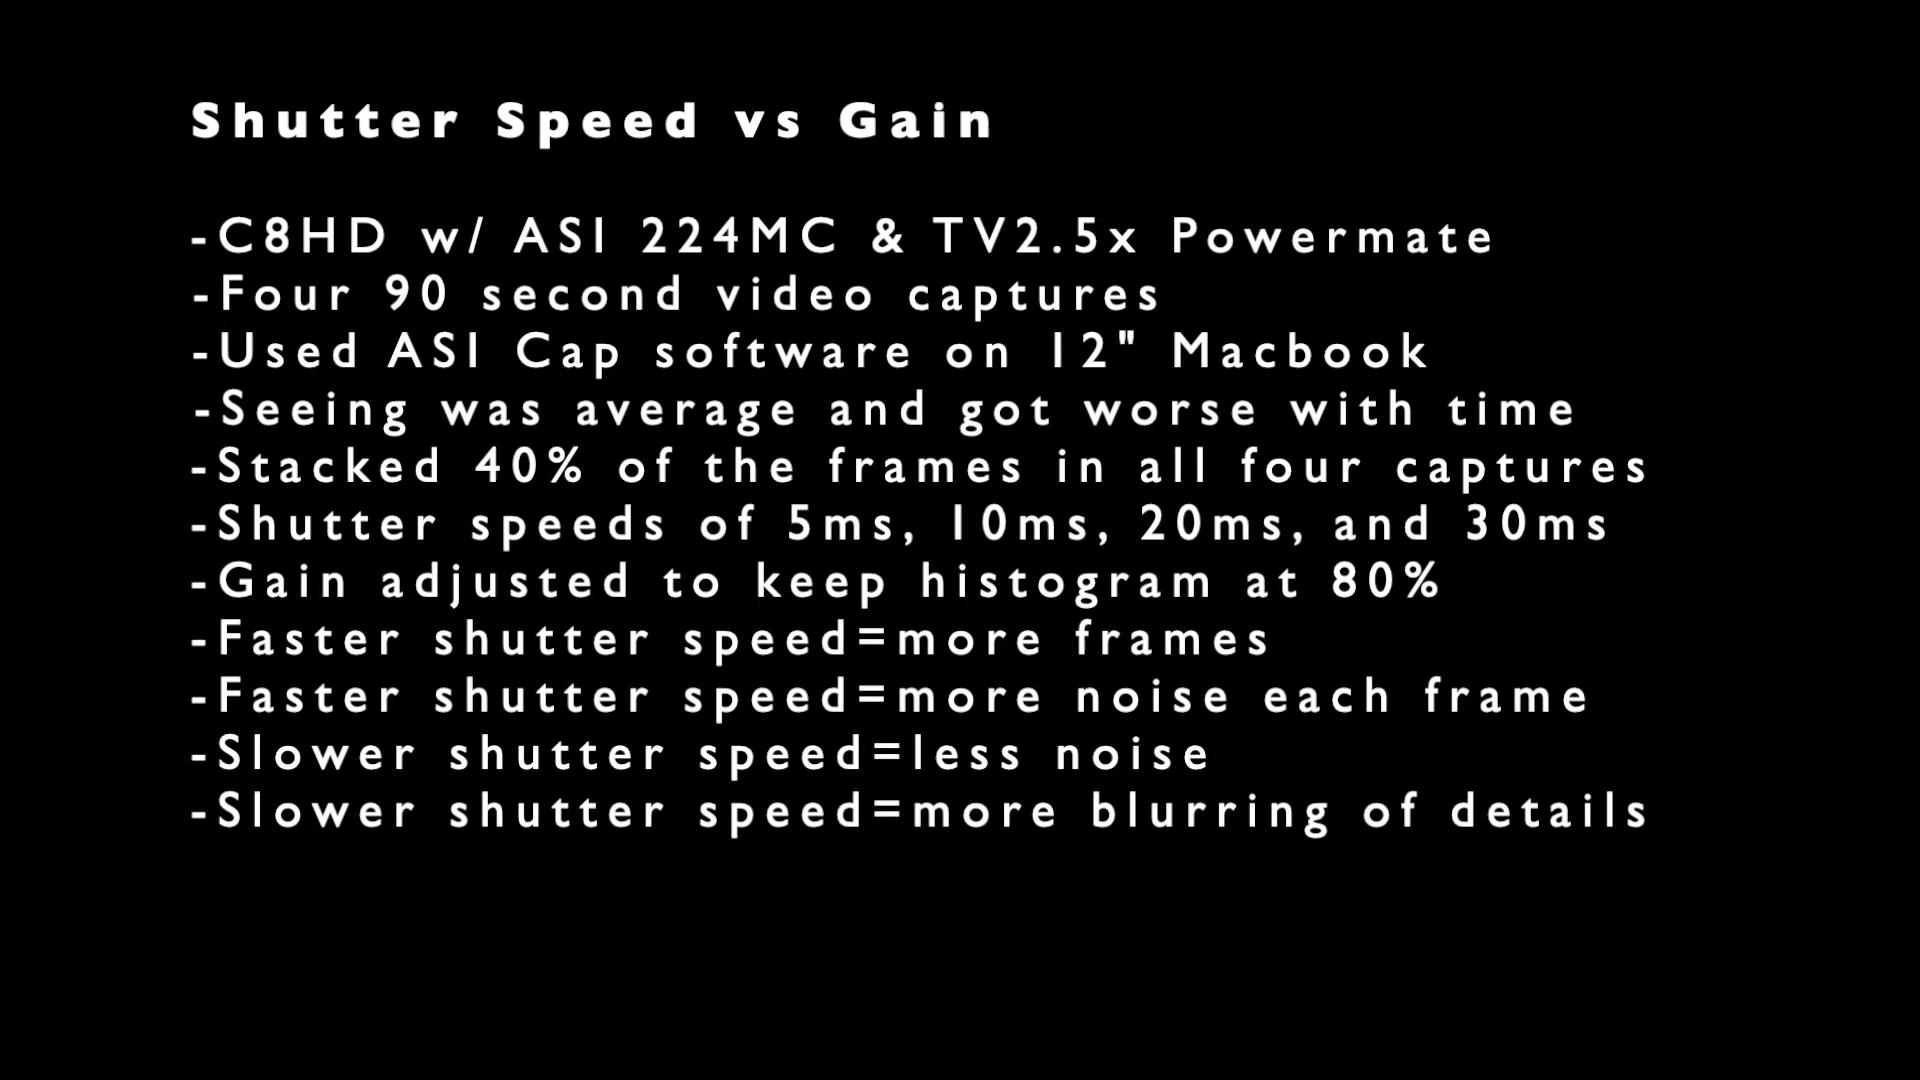 Shutter Speed vs Gain
-C8HD w/ ASI 224MC & TV2.5x Powermate
-Four 90 second video captures
-Used ASI Cap software on 12" Macbook
-Seeing was average and got worse with time
-Stacked 40% of the frames in all four captures
-Shutter speeds of 5ms, 10ms, 20ms, and 30ms
-Gain adjusted to keep histogram at 80%
-Faster shutter speed=more frames
-Faster shutter speed=more noise each frame
-Slower shutter speed=less noise
-Slower shutter speed=more blurring of details